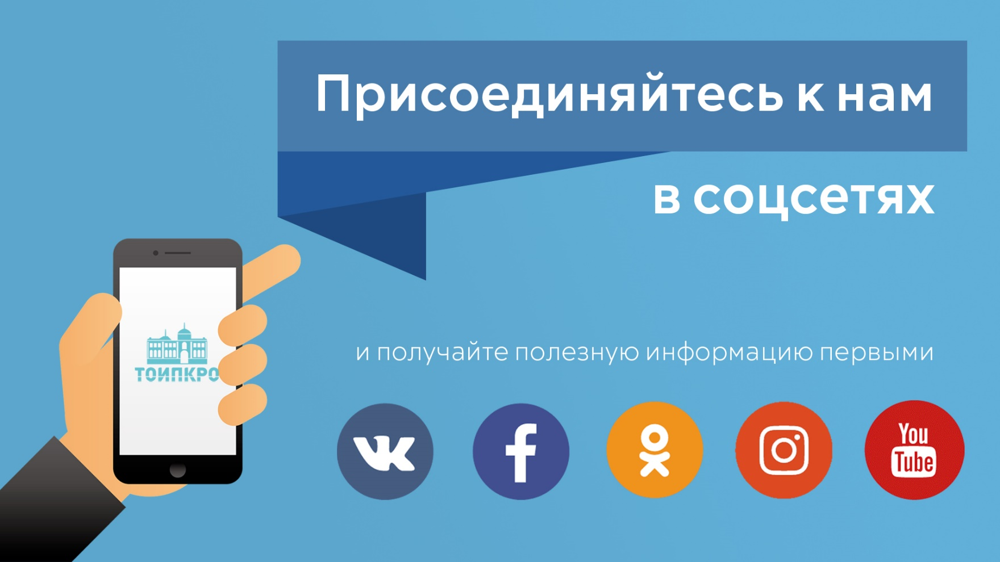 Присоединяйтесь к нам
в соцсетях
ТОИПКРО
и получайте полезную информацию первыми
You
Tube